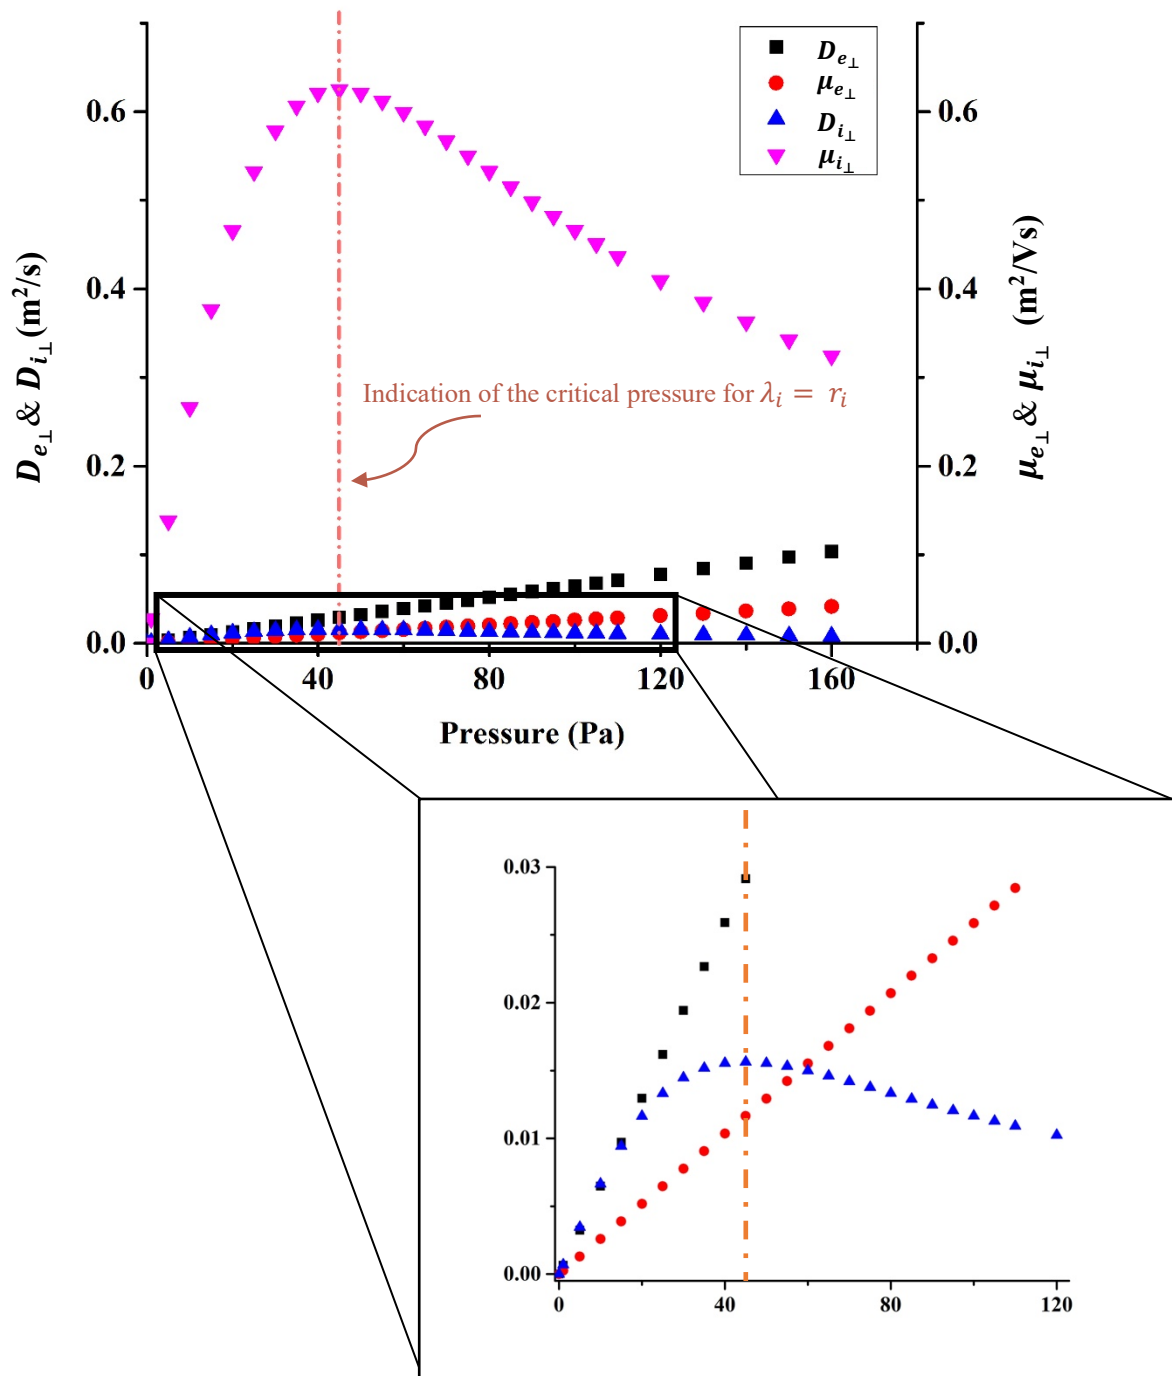 D_{e⊥}
μ_{e⊥}
D_{i⊥}
μ_{i⊥}
0.6
0.4
0.2
0.0
D_{e⊥} & D_{i⊥} (m²/s)
0.6
0.4
0.2
0.0
μ_{e⊥} & μ_{i⊥} (m²/Vs)
Indication of the critical pressure for λ_i = r_i
0 40 80 120 160
Pressure (Pa)
0.03
0.02
0.01
0.00
0 40 80 120